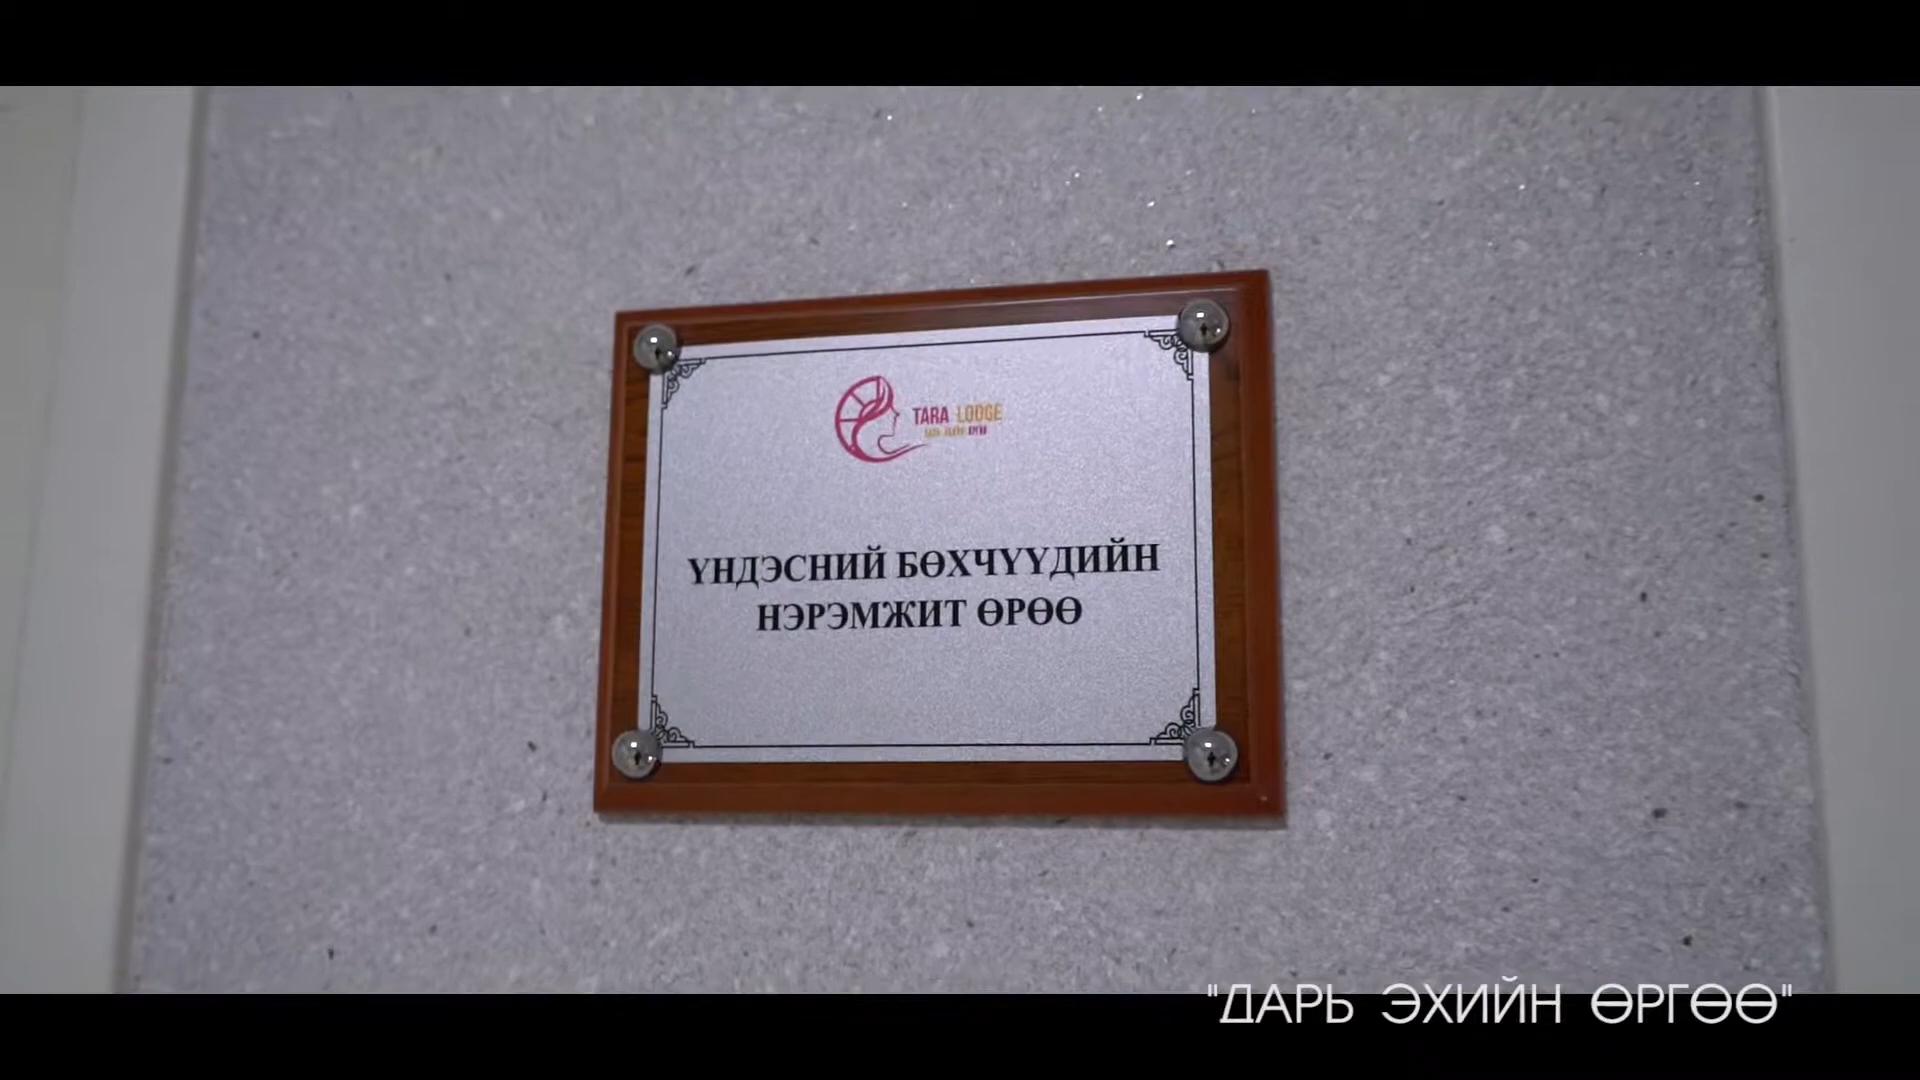 TARA LODGE
ҮНДЭСНИЙ БӨХЧҮҮДИЙН
НЭРЭМЖИТ ӨРӨӨ
"ДАРЬ ЭХИЙН ӨРГӨӨ"